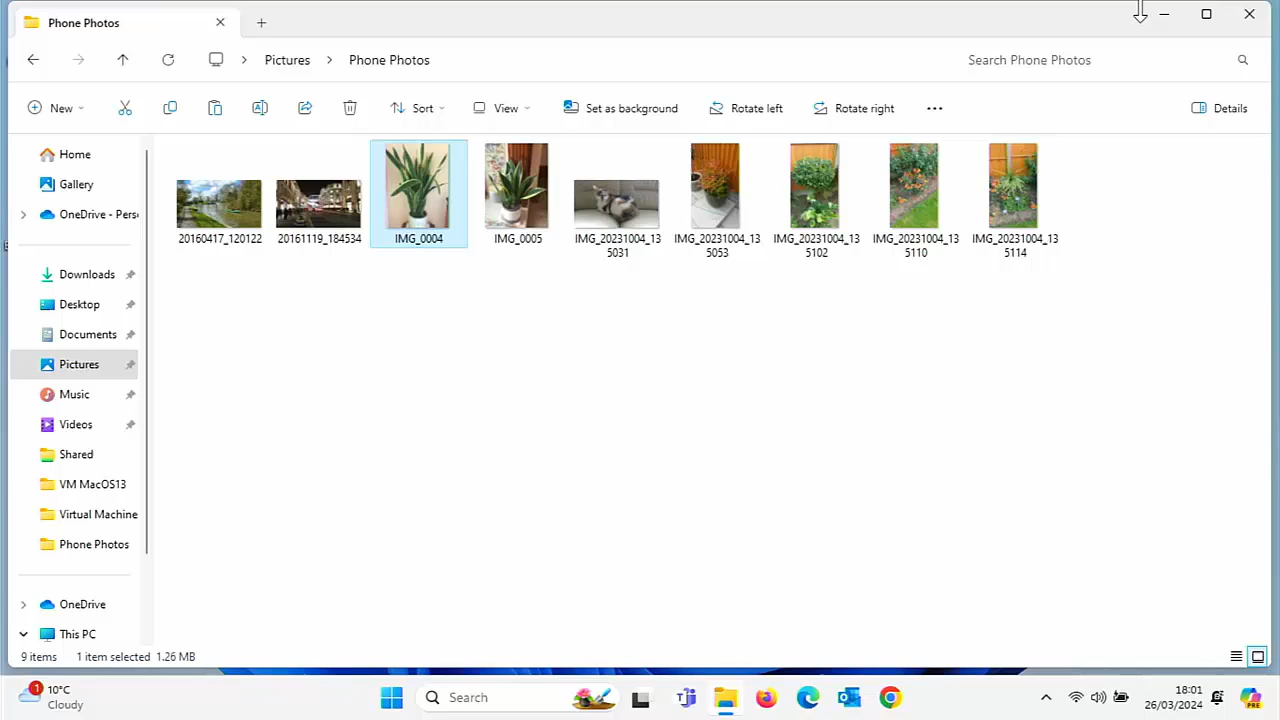 Phone Photos
Pictures
Phone Photos
Search Phone Photos
New
Sort
View
Set as background
Rotate left
Rotate right
Details
Home
Gallery
OneDrive - Pers
Downloads
Desktop
Documents
Pictures
Music
Videos
Shared
VM MacOS13
Virtual Machine
Phone Photos
OneDrive
This PC
20160417_120122
20161119_184534
IMG_0004
IMG_0005
IMG_20231004_13
5031
IMG_20231004_13
5053
IMG_20231004_13
5102
IMG_20231004_13
5110
IMG_20231004_13
5114
9 items 1 item selected 1.26 MB
1
10°C
Cloudy
Search
18:01
26/03/2024
PRE